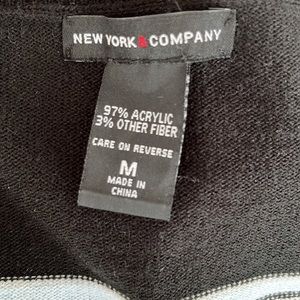 NEW YORK & COMPANY
97% ACRYLIC
3% OTHER FIBER
CARE ON REVERSE
M
MADE IN
CHINA